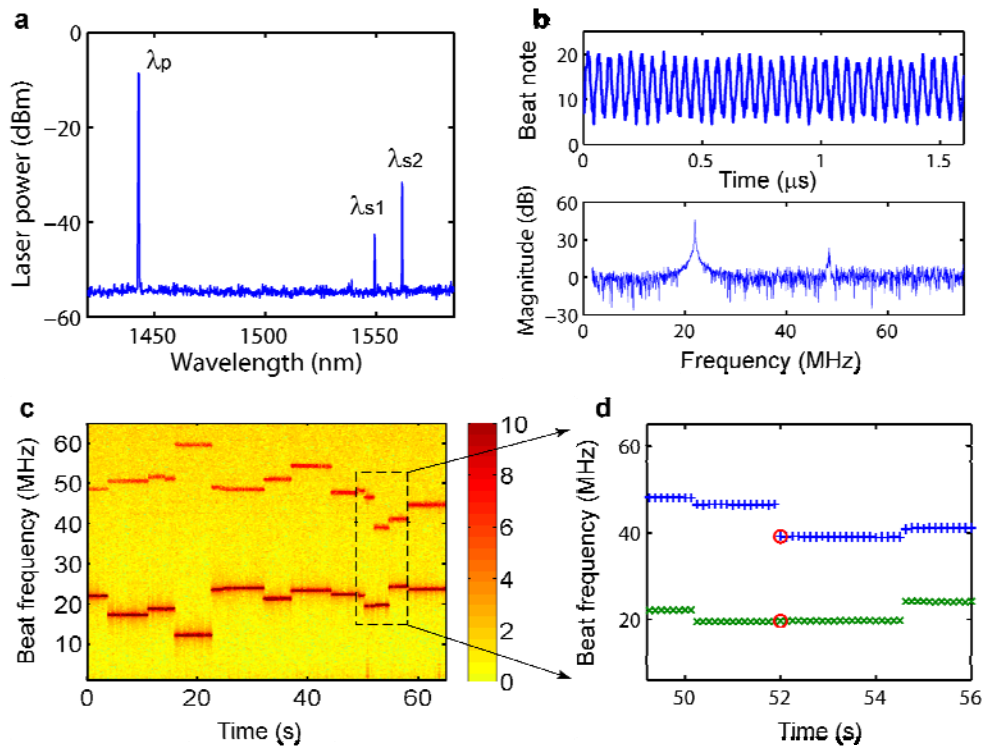 a
0
−20
−40
−60
Laser power (dBm)
λp
λs1
λs2
1450
1500
1550
Wavelength (nm)
b
20
10
0
Beat note
0
0.5
1
1.5
Time (μs)
60
30
0
−30
Magnitude (dB)
0
20
40
60
Frequency (MHz)
c
60
50
40
30
20
10
Beat frequency (MHz)
0
20
40
60
Time (s)
10
8
6
4
2
0
d
60
40
20
Beat frequency (MHz)
50
52
54
56
Time (s)